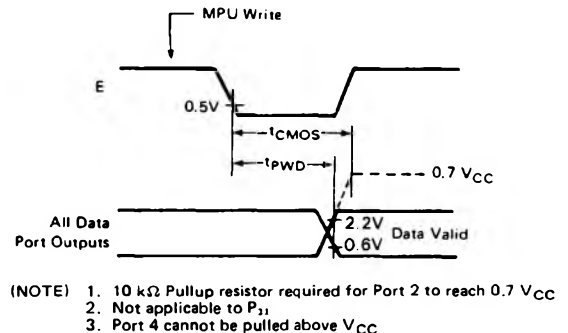 MPU Write
E
0.5V
tCMOS
tPWD
0.7 VCC
All Data
Port Outputs
2.2V
0.6V
Data Valid
(NOTE) 1. 10 kΩ Pullup resistor required for Port 2 to reach 0.7 VCC
2. Not applicable to P21
3. Port 4 cannot be pulled above VCC